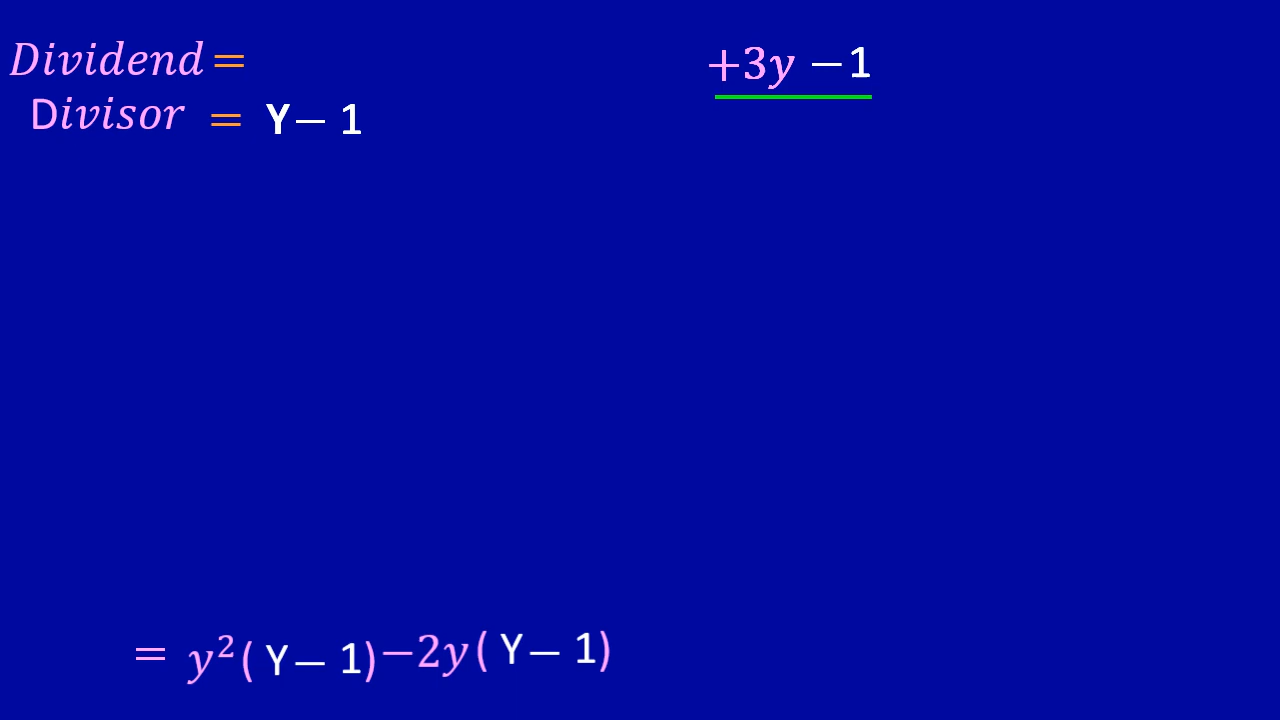 Dividend =
+3y −1
Divisor = Y− 1
= y²( Y− 1)−2y( Y− 1)